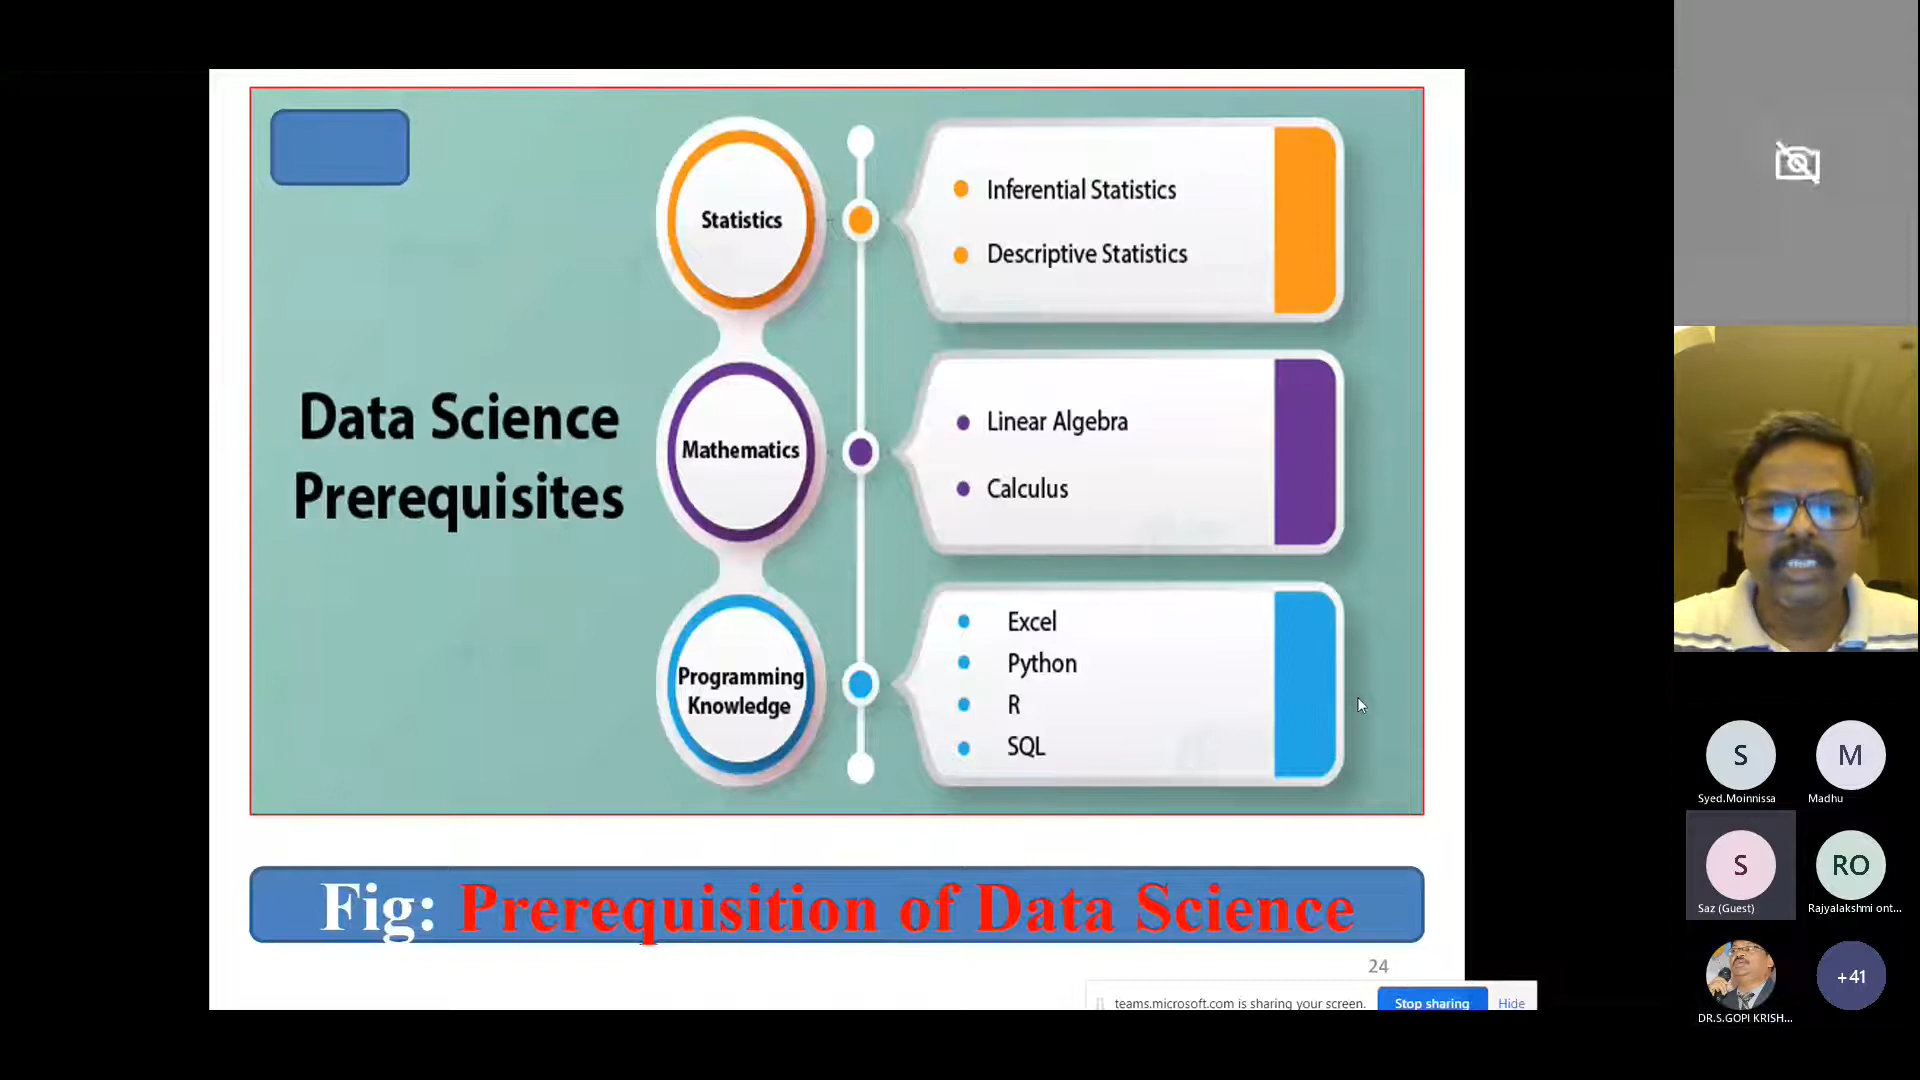 Data Science
Prerequisites
Statistics
Inferential Statistics
Descriptive Statistics
Mathematics
Linear Algebra
Calculus
Programming
Knowledge
Excel
Python
R
SQL
Fig: Prerequisition of Data Science
24
teams.microsoft.com is sharing your screen.
Stop sharing
Hide
S
Syed.Moinnissa
M
Madhu
S
Saz (Guest)
RO
Rajyalakshmi ont...
DR.S.GOPI KRISH...
+41